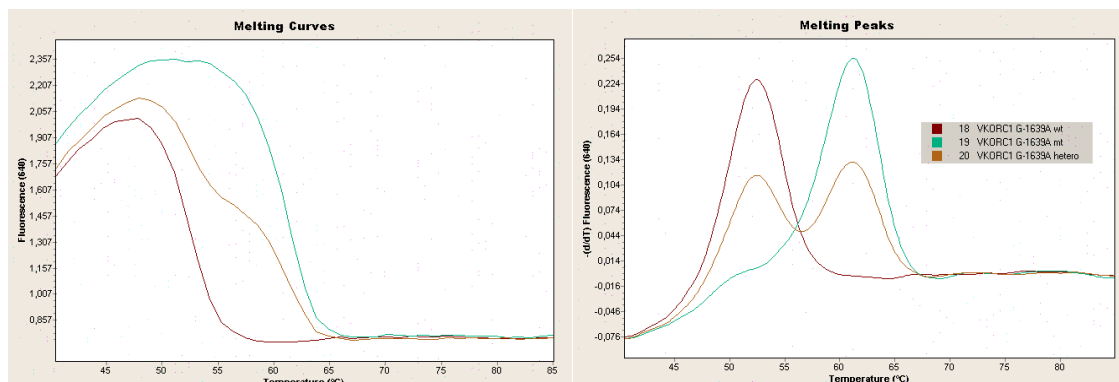 Melting Curves
2,357
2,207
2,057
1,907
1,757
1,607
1,457
1,307
1,157
1,007
0,857
Fluorescence (640)
45 50 55 60 65 70 75 80 85
Temperature (ºC)
Melting Peaks
0,254
0,224
0,194
0,164
0,134
0,104
0,074
0,044
0,014
-0,016
-0,046
-0,076
-(d/dT) Fluorescence (640)
18 VKORC1 G-1639A wt
19 VKORC1 G-1639A mt
20 VKORC1 G-1639A hetero
45 50 55 60 65 70 75 80
Temperature (ºC)